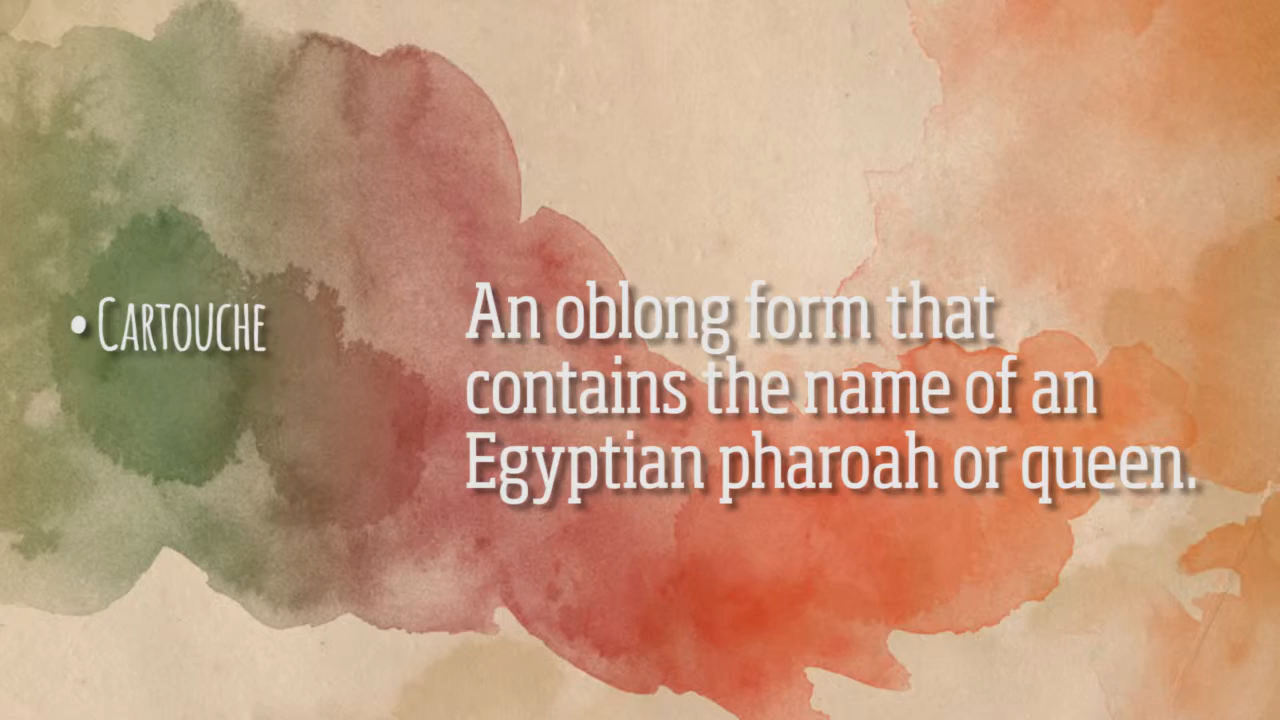 • Cartouche
An oblong form that
contains the name of an
Egyptian pharoah or queen.